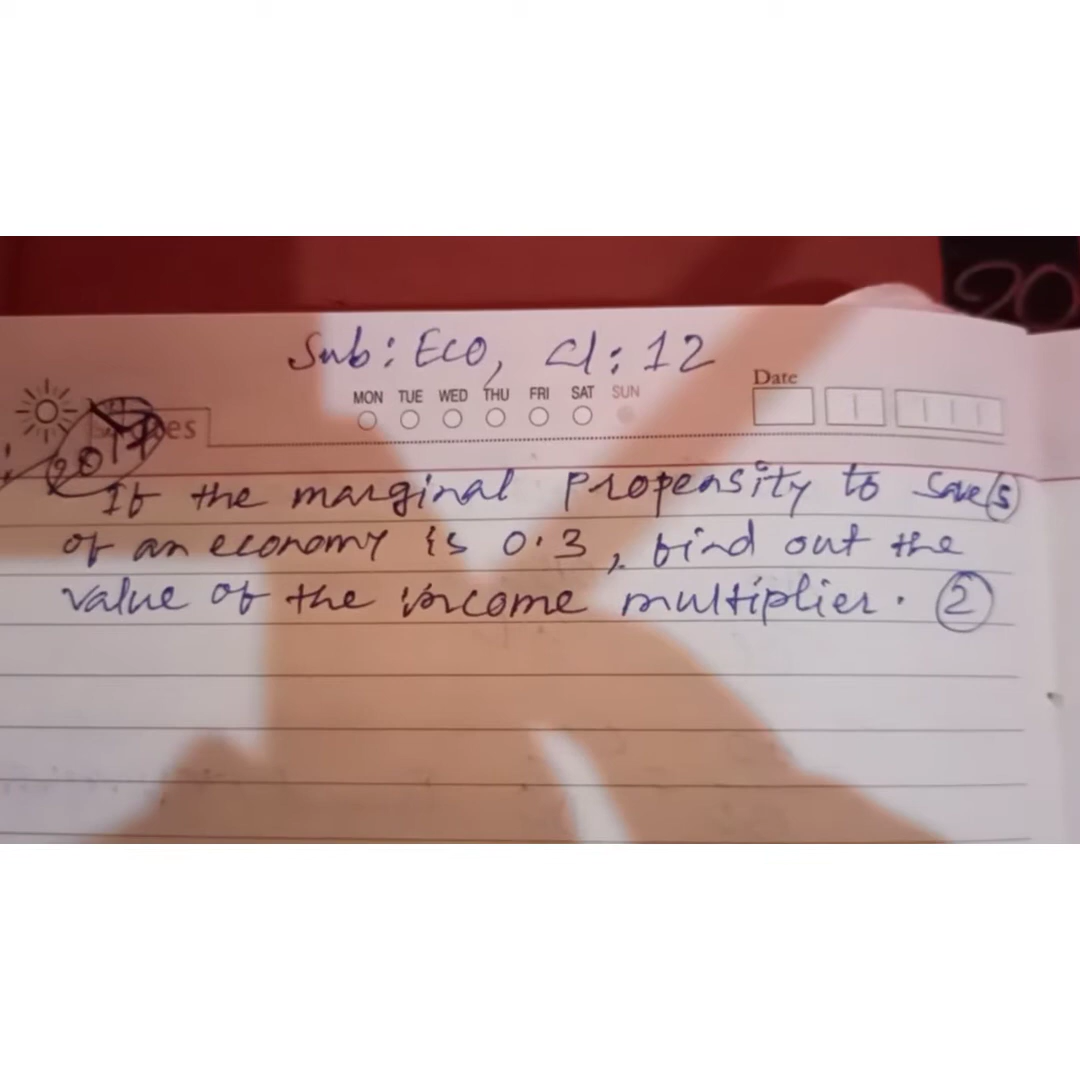 20
Sub: Eco, Cl: 12
MON TUE WED THU FRI SAT SUN
Date
2017
If the marginal propensity to save(s)
of an economy is 0.3, find out the
value of the income multiplier. (2)